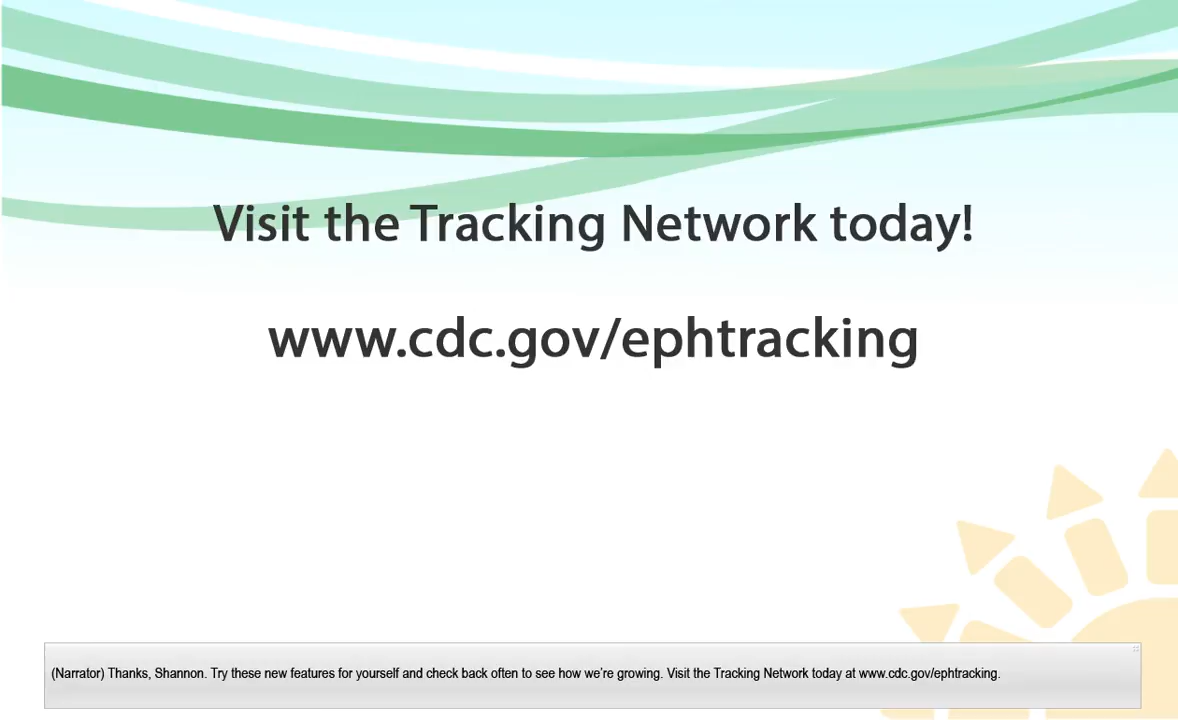 Visit the Tracking Network today!
www.cdc.gov/ephtracking
(Narrator) Thanks, Shannon. Try these new features for yourself and check back often to see how we're growing. Visit the Tracking Network today at www.cdc.gov/ephtracking.